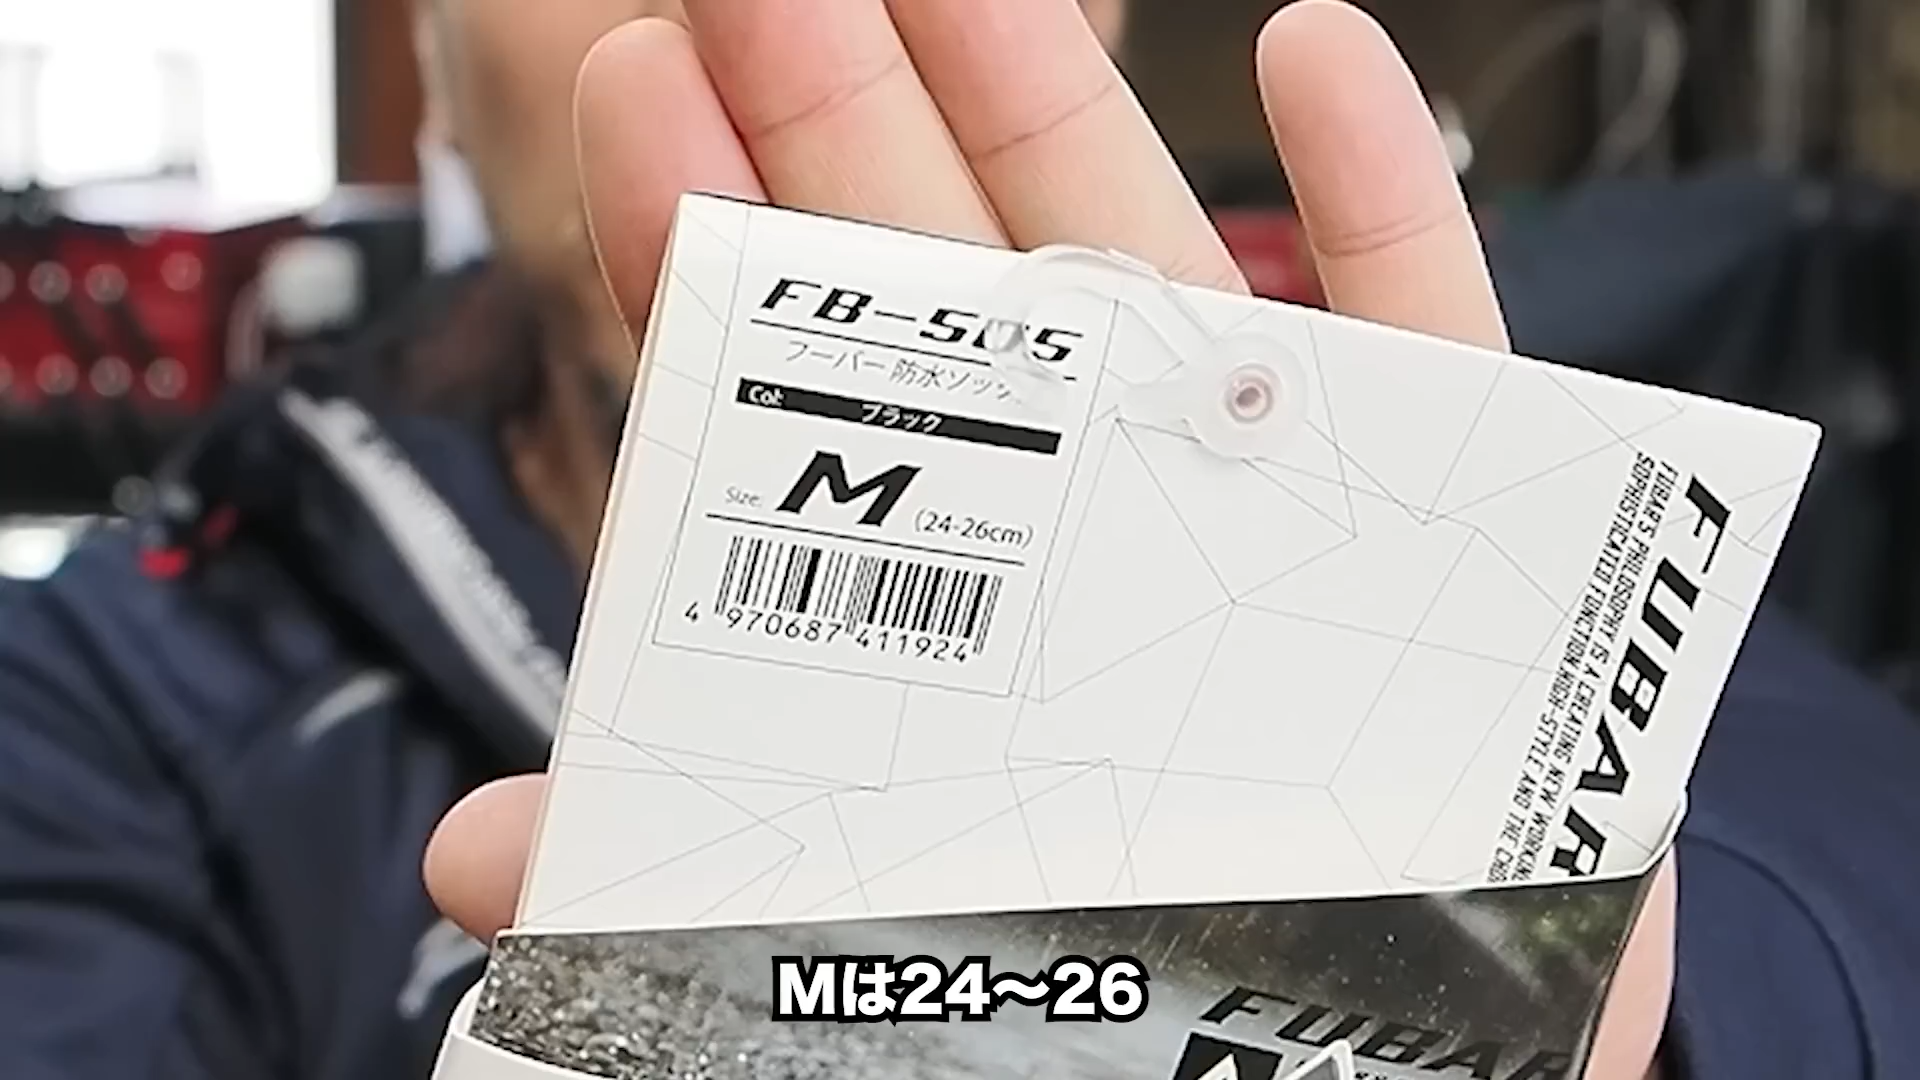 FB-505
フーバー 防水ソックス
Col: ブラック
Size: M (24-26cm)
4 970687 411924
FUBAR
FUBAR'S PHILOSOPHY IS A CREATING NEW WORKING
SOPHISTICATED FUNCTION, HIGH-STYLE AND THE
Mは24〜26
FUBAR